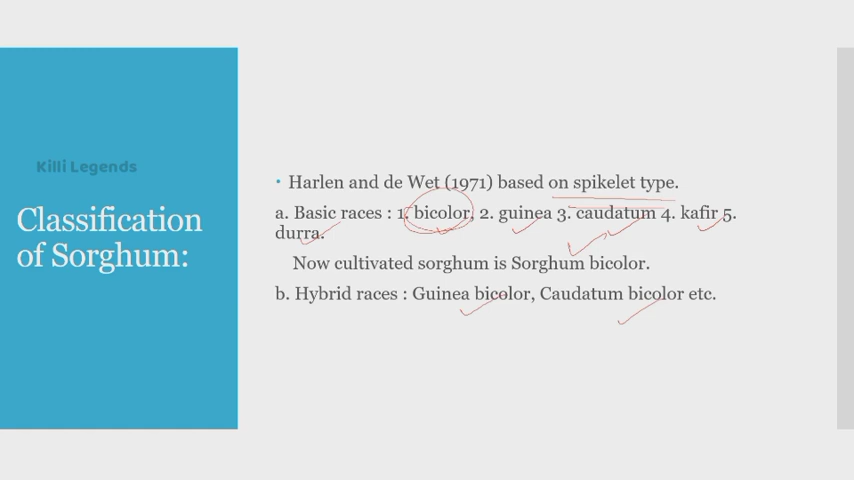 Killi Legends
Classification
of Sorghum:
• Harlen and de Wet (1971) based on spikelet type.
a. Basic races : 1. bicolor, 2. guinea 3. caudatum 4. kafir 5.
durra.
Now cultivated sorghum is Sorghum bicolor.
b. Hybrid races : Guinea bicolor, Caudatum bicolor etc.